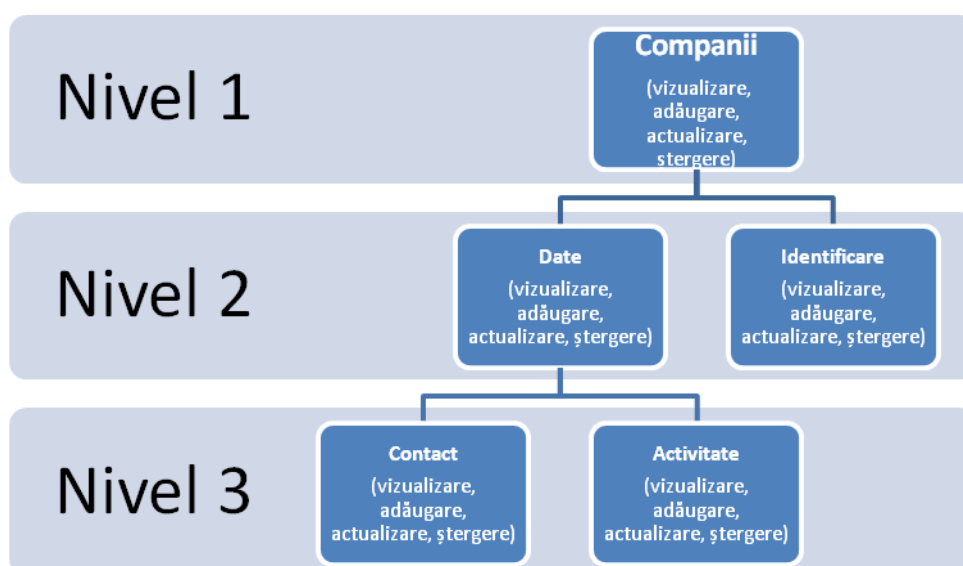 Nivel 1
Companii
(vizualizare,
adăugare,
actualizare,
ștergere)
Nivel 2
Date
(vizualizare,
adăugare,
actualizare, ștergere)
Identificare
(vizualizare,
adăugare,
actualizare, ștergere)
Nivel 3
Contact
(vizualizare,
adăugare,
actualizare, ștergere)
Activitate
(vizualizare,
adăugare,
actualizare, ștergere)